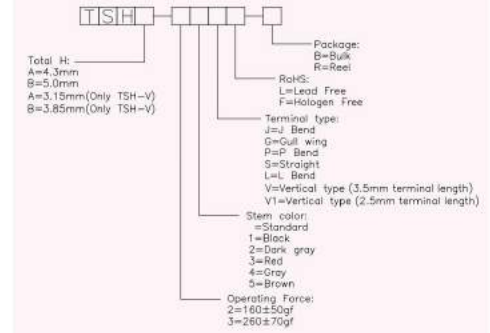 TSH
Total H:
A=4.3mm
B=5.0mm
A=3.15mm(Only TSH-V)
B=3.85mm(Only TSH-V)
Package:
B=Bulk
R=Reel
RoHS:
L=Lead Free
F=Hologen Free
Terminal type:
J=J Bend
G=Gull wing
P=P Bend
S=Straight
L=L Bend
V=Vertical type (3.5mm terminal length)
V1=Vertical type (2.5mm terminal length)
Stem color:
=Standard
1=Black
2=Dark gray
3=Red
4=Gray
5=Brown
Operating Force:
2=160±50gf
3=260±70gf